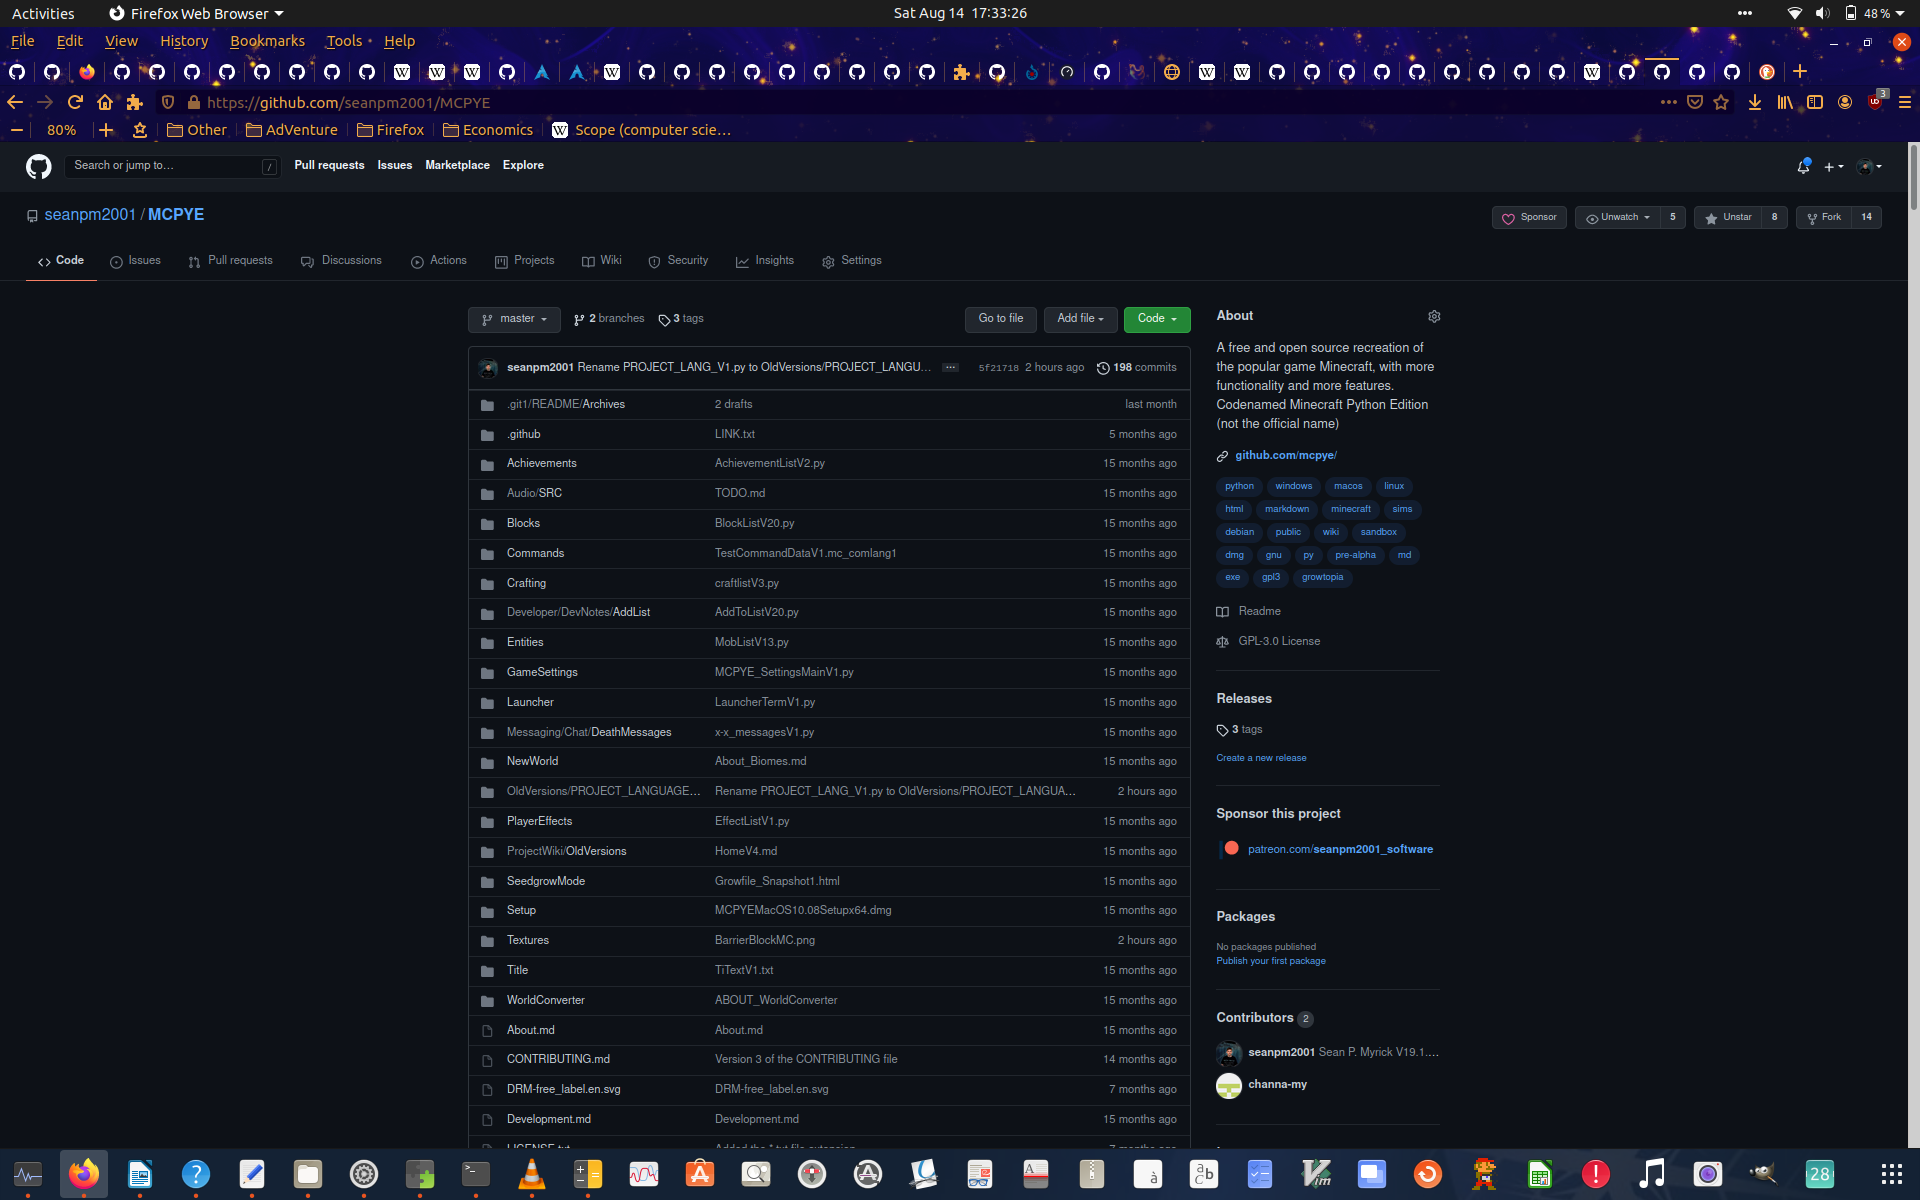 Activities Firefox Web Browser Sat Aug 14 17:33:26 48 %
File Edit View History Bookmarks Tools Help
https://github.com/seanpm2001/MCPYE 3
80% Other AdVenture Firefox Economics Scope (computer scie…
Search or jump to… / Pull requests Issues Marketplace Explore
seanpm2001 / MCPYE Sponsor Unwatch 5 Unstar 8 Fork 14
Code Issues Pull requests Discussions Actions Projects Wiki Security Insights Settings
master 2 branches 3 tags Go to file Add file Code
seanpm2001 Rename PROJECT_LANG_V1.py to OldVersions/PROJECT_LANGU… ... 5f21718 2 hours ago 198 commits
.git1/README/Archives 2 drafts last month
.github LINK.txt 5 months ago
Achievements AchievementListV2.py 15 months ago
Audio/SRC TODO.md 15 months ago
Blocks BlockListV20.py 15 months ago
Commands TestCommandDataV1.mc_comlang1 15 months ago
Crafting craftlistV3.py 15 months ago
Developer/DevNotes/AddList AddToListV20.py 15 months ago
Entities MobListV13.py 15 months ago
GameSettings MCPYE_SettingsMainV1.py 15 months ago
Launcher LauncherTermV1.py 15 months ago
Messaging/Chat/DeathMessages x-x_messagesV1.py 15 months ago
NewWorld About_Biomes.md 15 months ago
OldVersions/PROJECT_LANGUAGE… Rename PROJECT_LANG_V1.py to OldVersions/PROJECT_LANGUA… 2 hours ago
PlayerEffects EffectListV1.py 15 months ago
ProjectWiki/OldVersions HomeV4.md 15 months ago
SeedgrowMode Growfile_Snapshot1.html 15 months ago
Setup MCPYEMacOS10.08Setupx64.dmg 15 months ago
Textures BarrierBlockMC.png 2 hours ago
Title TiTextV1.txt 15 months ago
WorldConverter ABOUT_WorldConverter 15 months ago
About.md About.md 15 months ago
CONTRIBUTING.md Version 3 of the CONTRIBUTING file 14 months ago
DRM-free_label.en.svg DRM-free_label.en.svg 7 months ago
Development.md Development.md 15 months ago
About
A free and open source recreation of
the popular game Minecraft, with more
functionality and more features.
Codenamed Minecraft Python Edition
(not the official name)
github.com/mcpye/
python windows macos linux
html markdown minecraft sims
debian public wiki sandbox
dmg gnu py pre-alpha md
exe gpl3 growtopia
Readme
GPL-3.0 License
Releases
3 tags
Create a new release
Sponsor this project
patreon.com/seanpm2001_software
Packages
No packages published
Publish your first package
Contributors 2
seanpm2001 Sean P. Myrick V19.1.…
channa-my
28